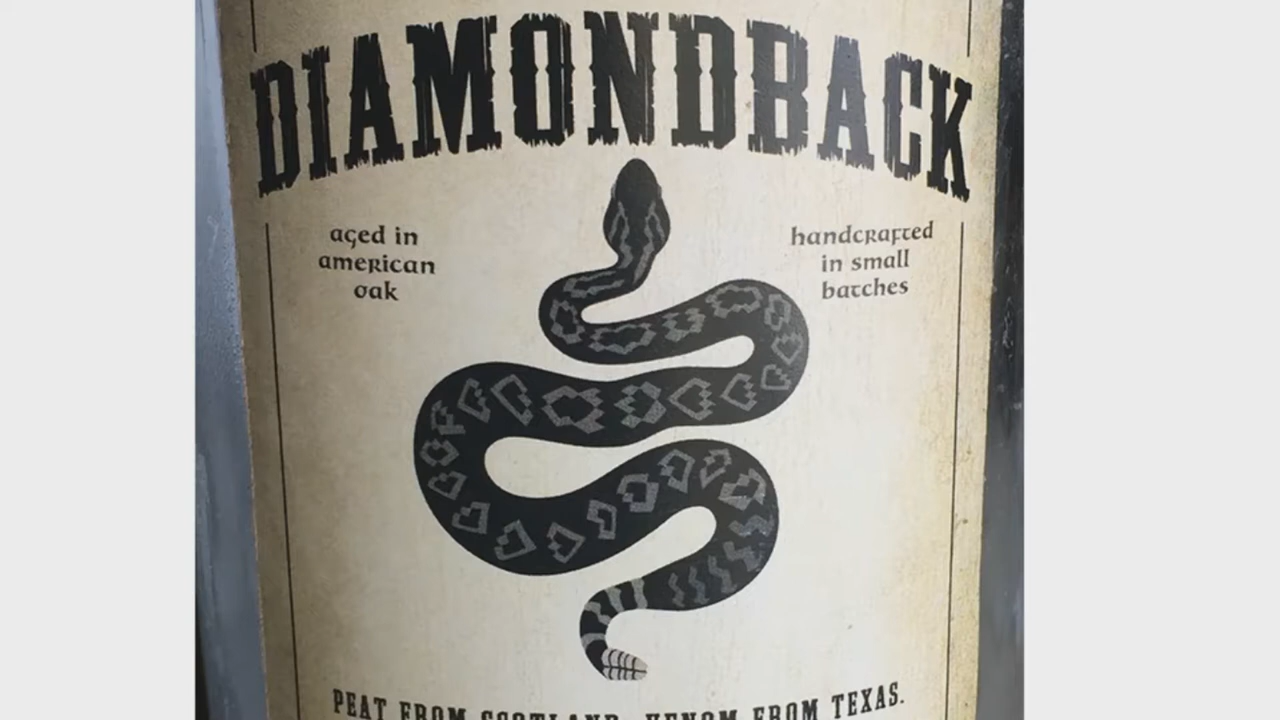 DIAMONDBACK
aged in
american
oak
handcrafted
in small
batches
PEAT FROM SCOTLAND. VENOM FROM TEXAS.